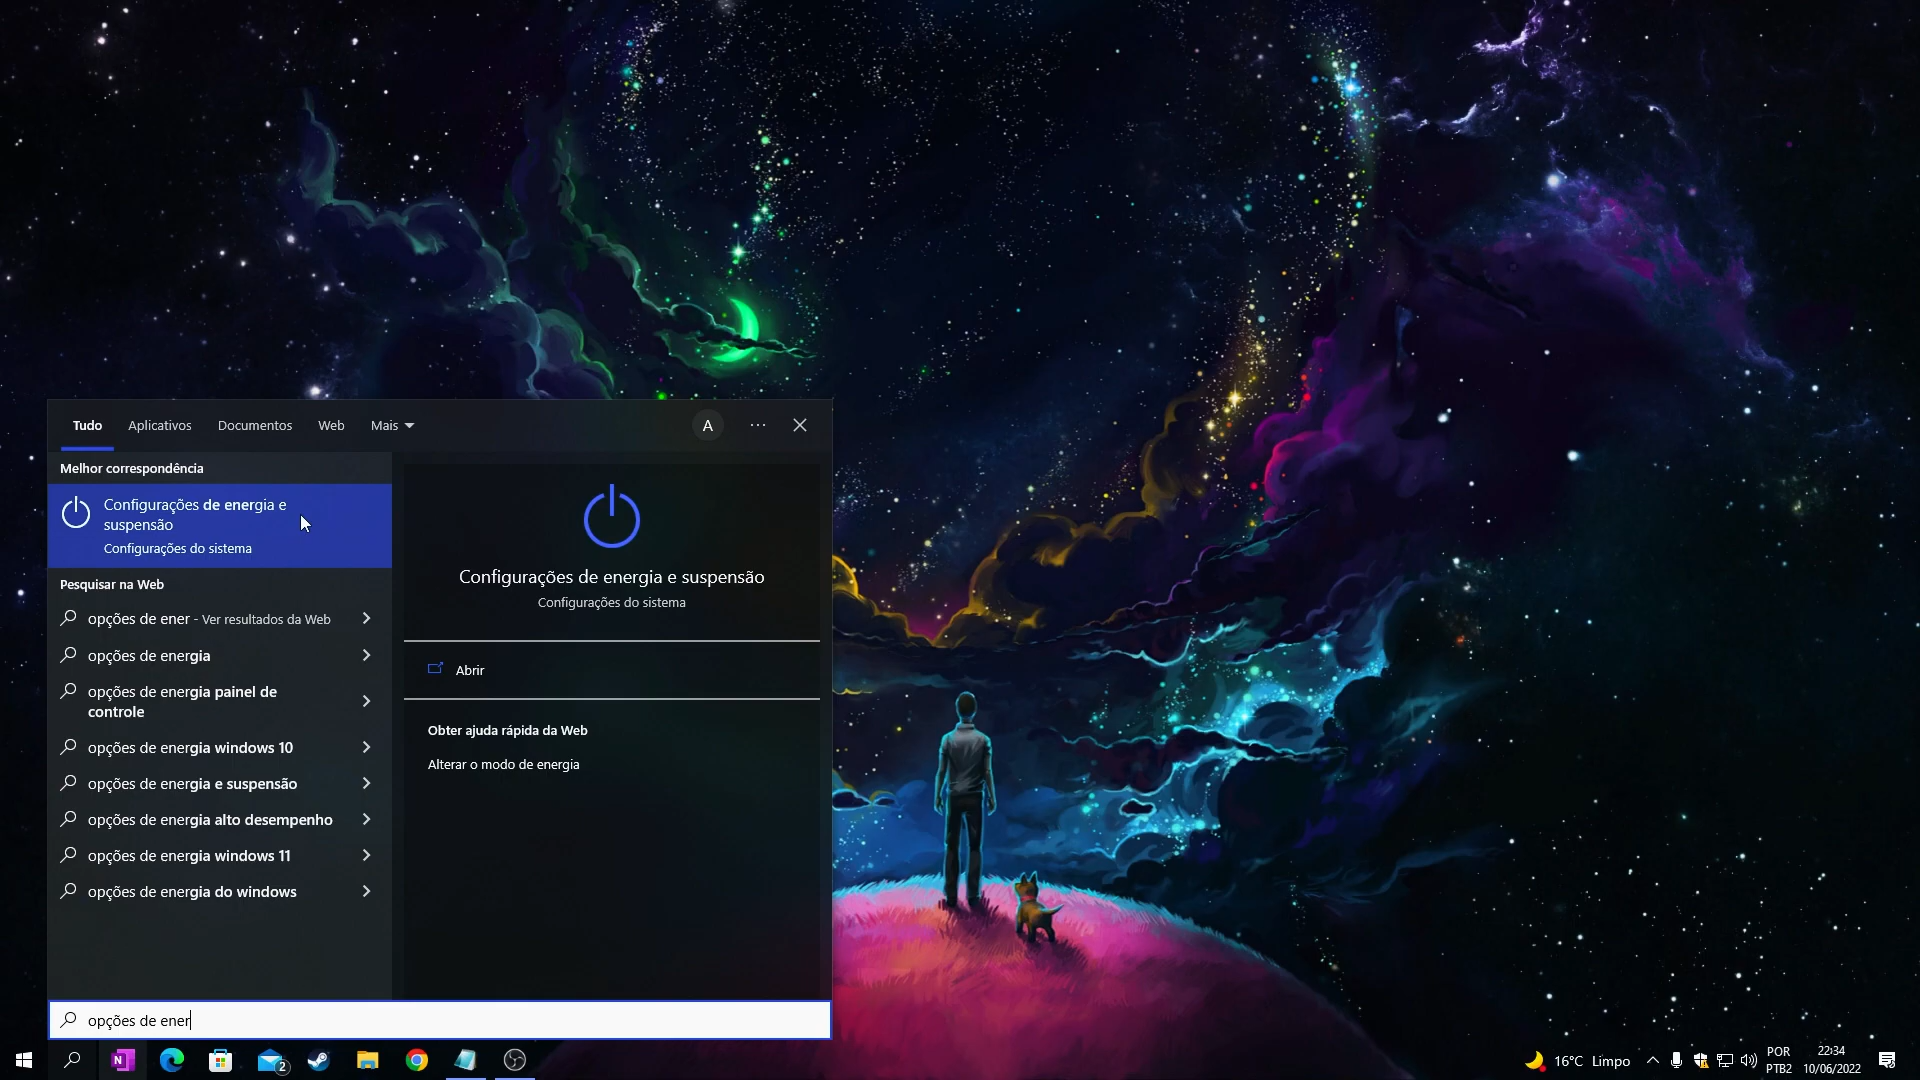 Tudo Aplicativos Documentos Web Mais A
Melhor correspondência
Configurações de energia e
suspensão
Configurações do sistema
Pesquisar na Web
opções de ener - Ver resultados da Web
opções de energia
opções de energia painel de
controle
opções de energia windows 10
opções de energia e suspensão
opções de energia alto desempenho
opções de energia windows 11
opções de energia do windows
Configurações de energia e suspensão
Configurações do sistema
Abrir
Obter ajuda rápida da Web
Alterar o modo de energia
opções de ener
N
2
16°C Limpo
POR
PTB2
22:34
10/06/2022